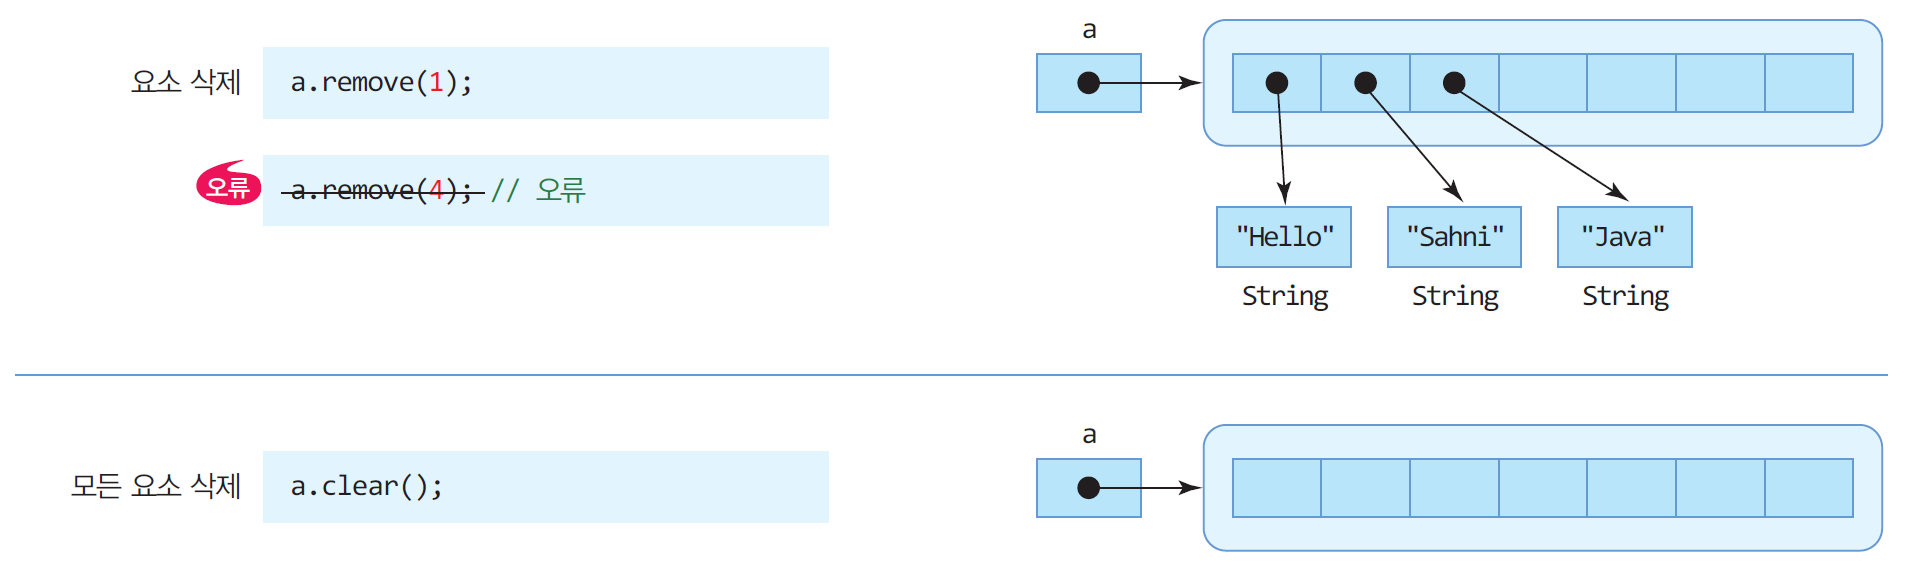 요소 삭제
a.remove(1);
오류
a.remove(4); // 오류
a
"Hello" "Sahni" "Java"
String String String
모든 요소 삭제
a.clear();
a